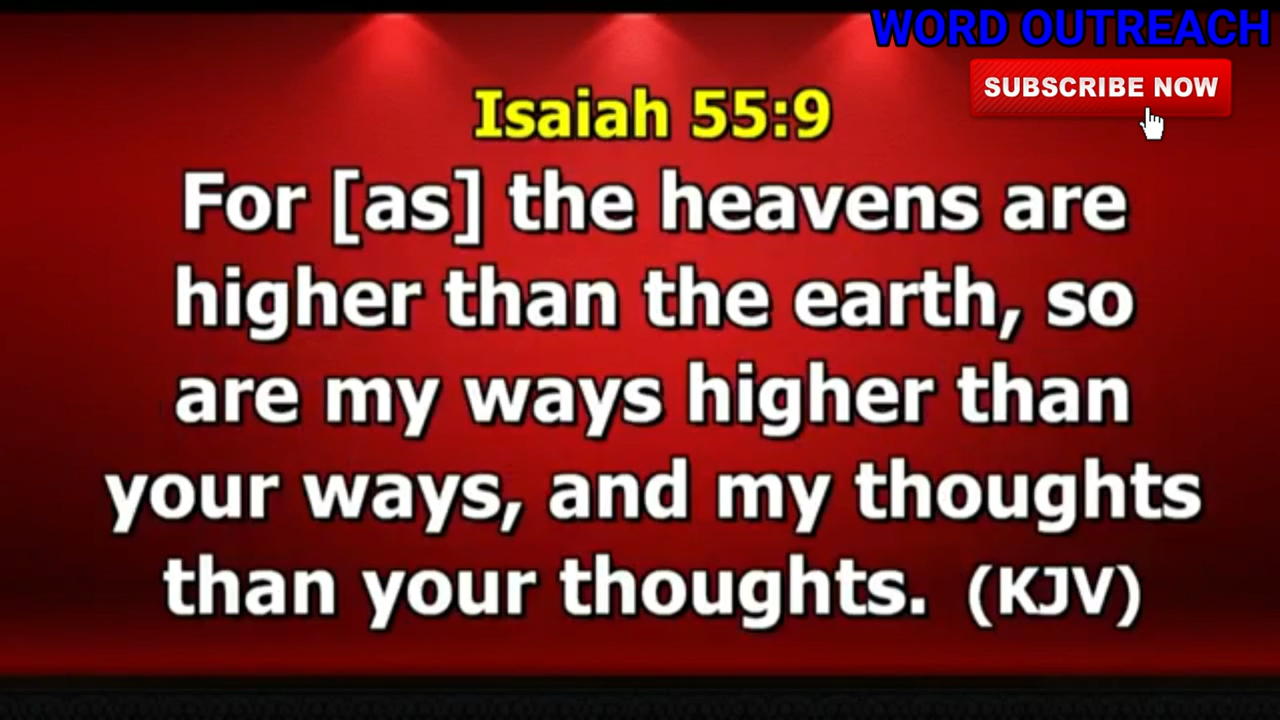 WORD OUTREACH
SUBSCRIBE NOW
Isaiah 55:9
For [as] the heavens are
higher than the earth, so
are my ways higher than
your ways, and my thoughts
than your thoughts. (KJV)